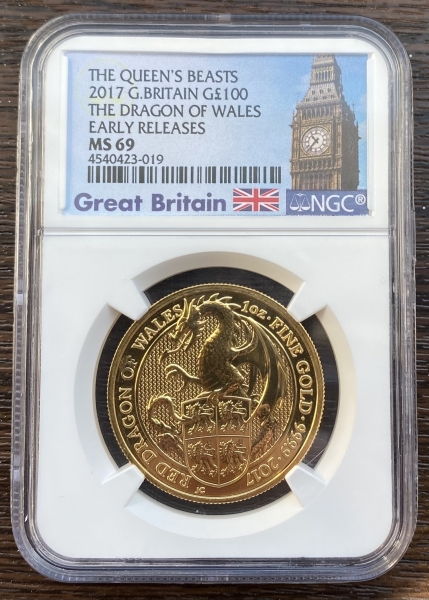 THE QUEEN'S BEASTS
2017 G.BRITAIN G£100
THE DRAGON OF WALES
EARLY RELEASES
MS 69
4540423-019
Great Britain
NGC®
RED DRAGON OF WALES · 1oz · FINE GOLD · 999.9 · 2017
JC